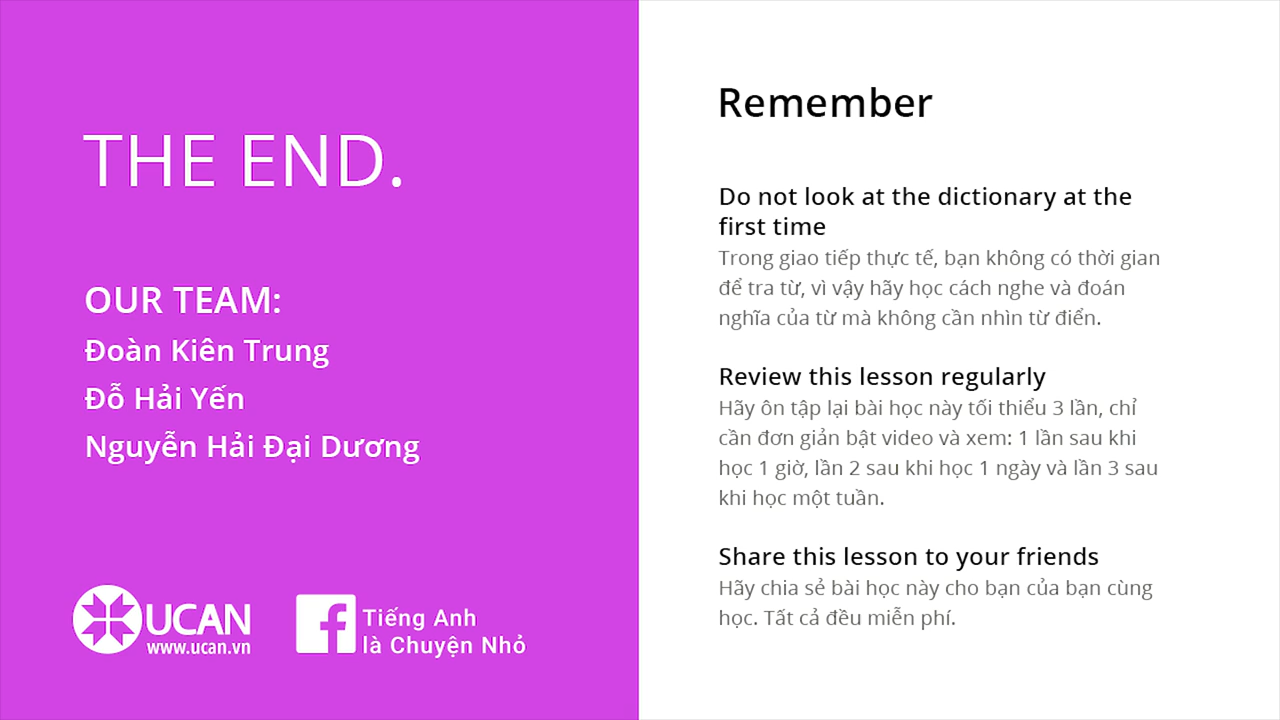 THE END.
OUR TEAM:
Đoàn Kiên Trung
Đỗ Hải Yến
Nguyễn Hải Đại Dương
UCAN
www.ucan.vn
Tiếng Anh
là Chuyện Nhỏ
Remember
Do not look at the dictionary at the
first time
Trong giao tiếp thực tế, bạn không có thời gian
để tra từ, vì vậy hãy học cách nghe và đoán
nghĩa của từ mà không cần nhìn từ điển.
Review this lesson regularly
Hãy ôn tập lại bài học này tối thiểu 3 lần, chỉ
cần đơn giản bật video và xem: 1 lần sau khi
học 1 giờ, lần 2 sau khi học 1 ngày và lần 3 sau
khi học một tuần.
Share this lesson to your friends
Hãy chia sẻ bài học này cho bạn của bạn cùng
học. Tất cả đều miễn phí.